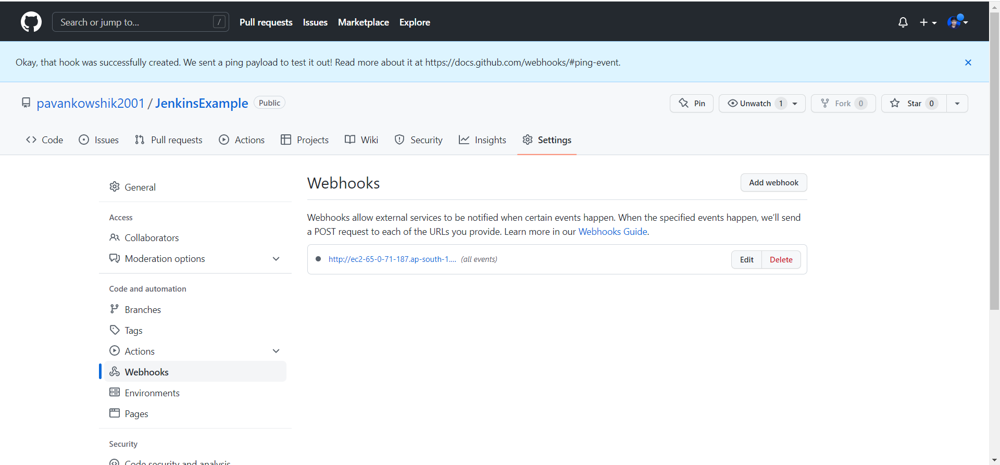 Search or jump to... / Pull requests Issues Marketplace Explore
Okay, that hook was successfully created. We sent a ping payload to test it out! Read more about it at https://docs.github.com/webhooks/#ping-event.
pavankowshik2001 / JenkinsExample Public Pin Unwatch 1 Fork 0 Star 0
Code Issues Pull requests Actions Projects Wiki Security Insights Settings
General
Access
Collaborators
Moderation options
Code and automation
Branches
Tags
Actions
Webhooks
Environments
Pages
Security
Code security and analysis
Webhooks Add webhook
Webhooks allow external services to be notified when certain events happen. When the specified events happen, we’ll send
a POST request to each of the URLs you provide. Learn more in our Webhooks Guide.
http://ec2-65-0-71-187.ap-south-1.... (all events) Edit Delete